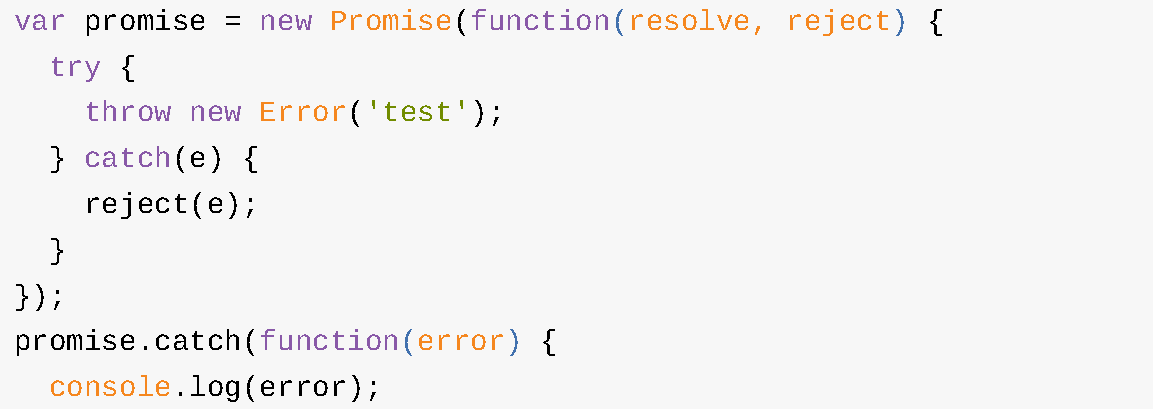 var promise = new Promise(function(resolve, reject) {
  try {
    throw new Error('test');
  } catch(e) {
    reject(e);
  }
});
promise.catch(function(error) {
  console.log(error);